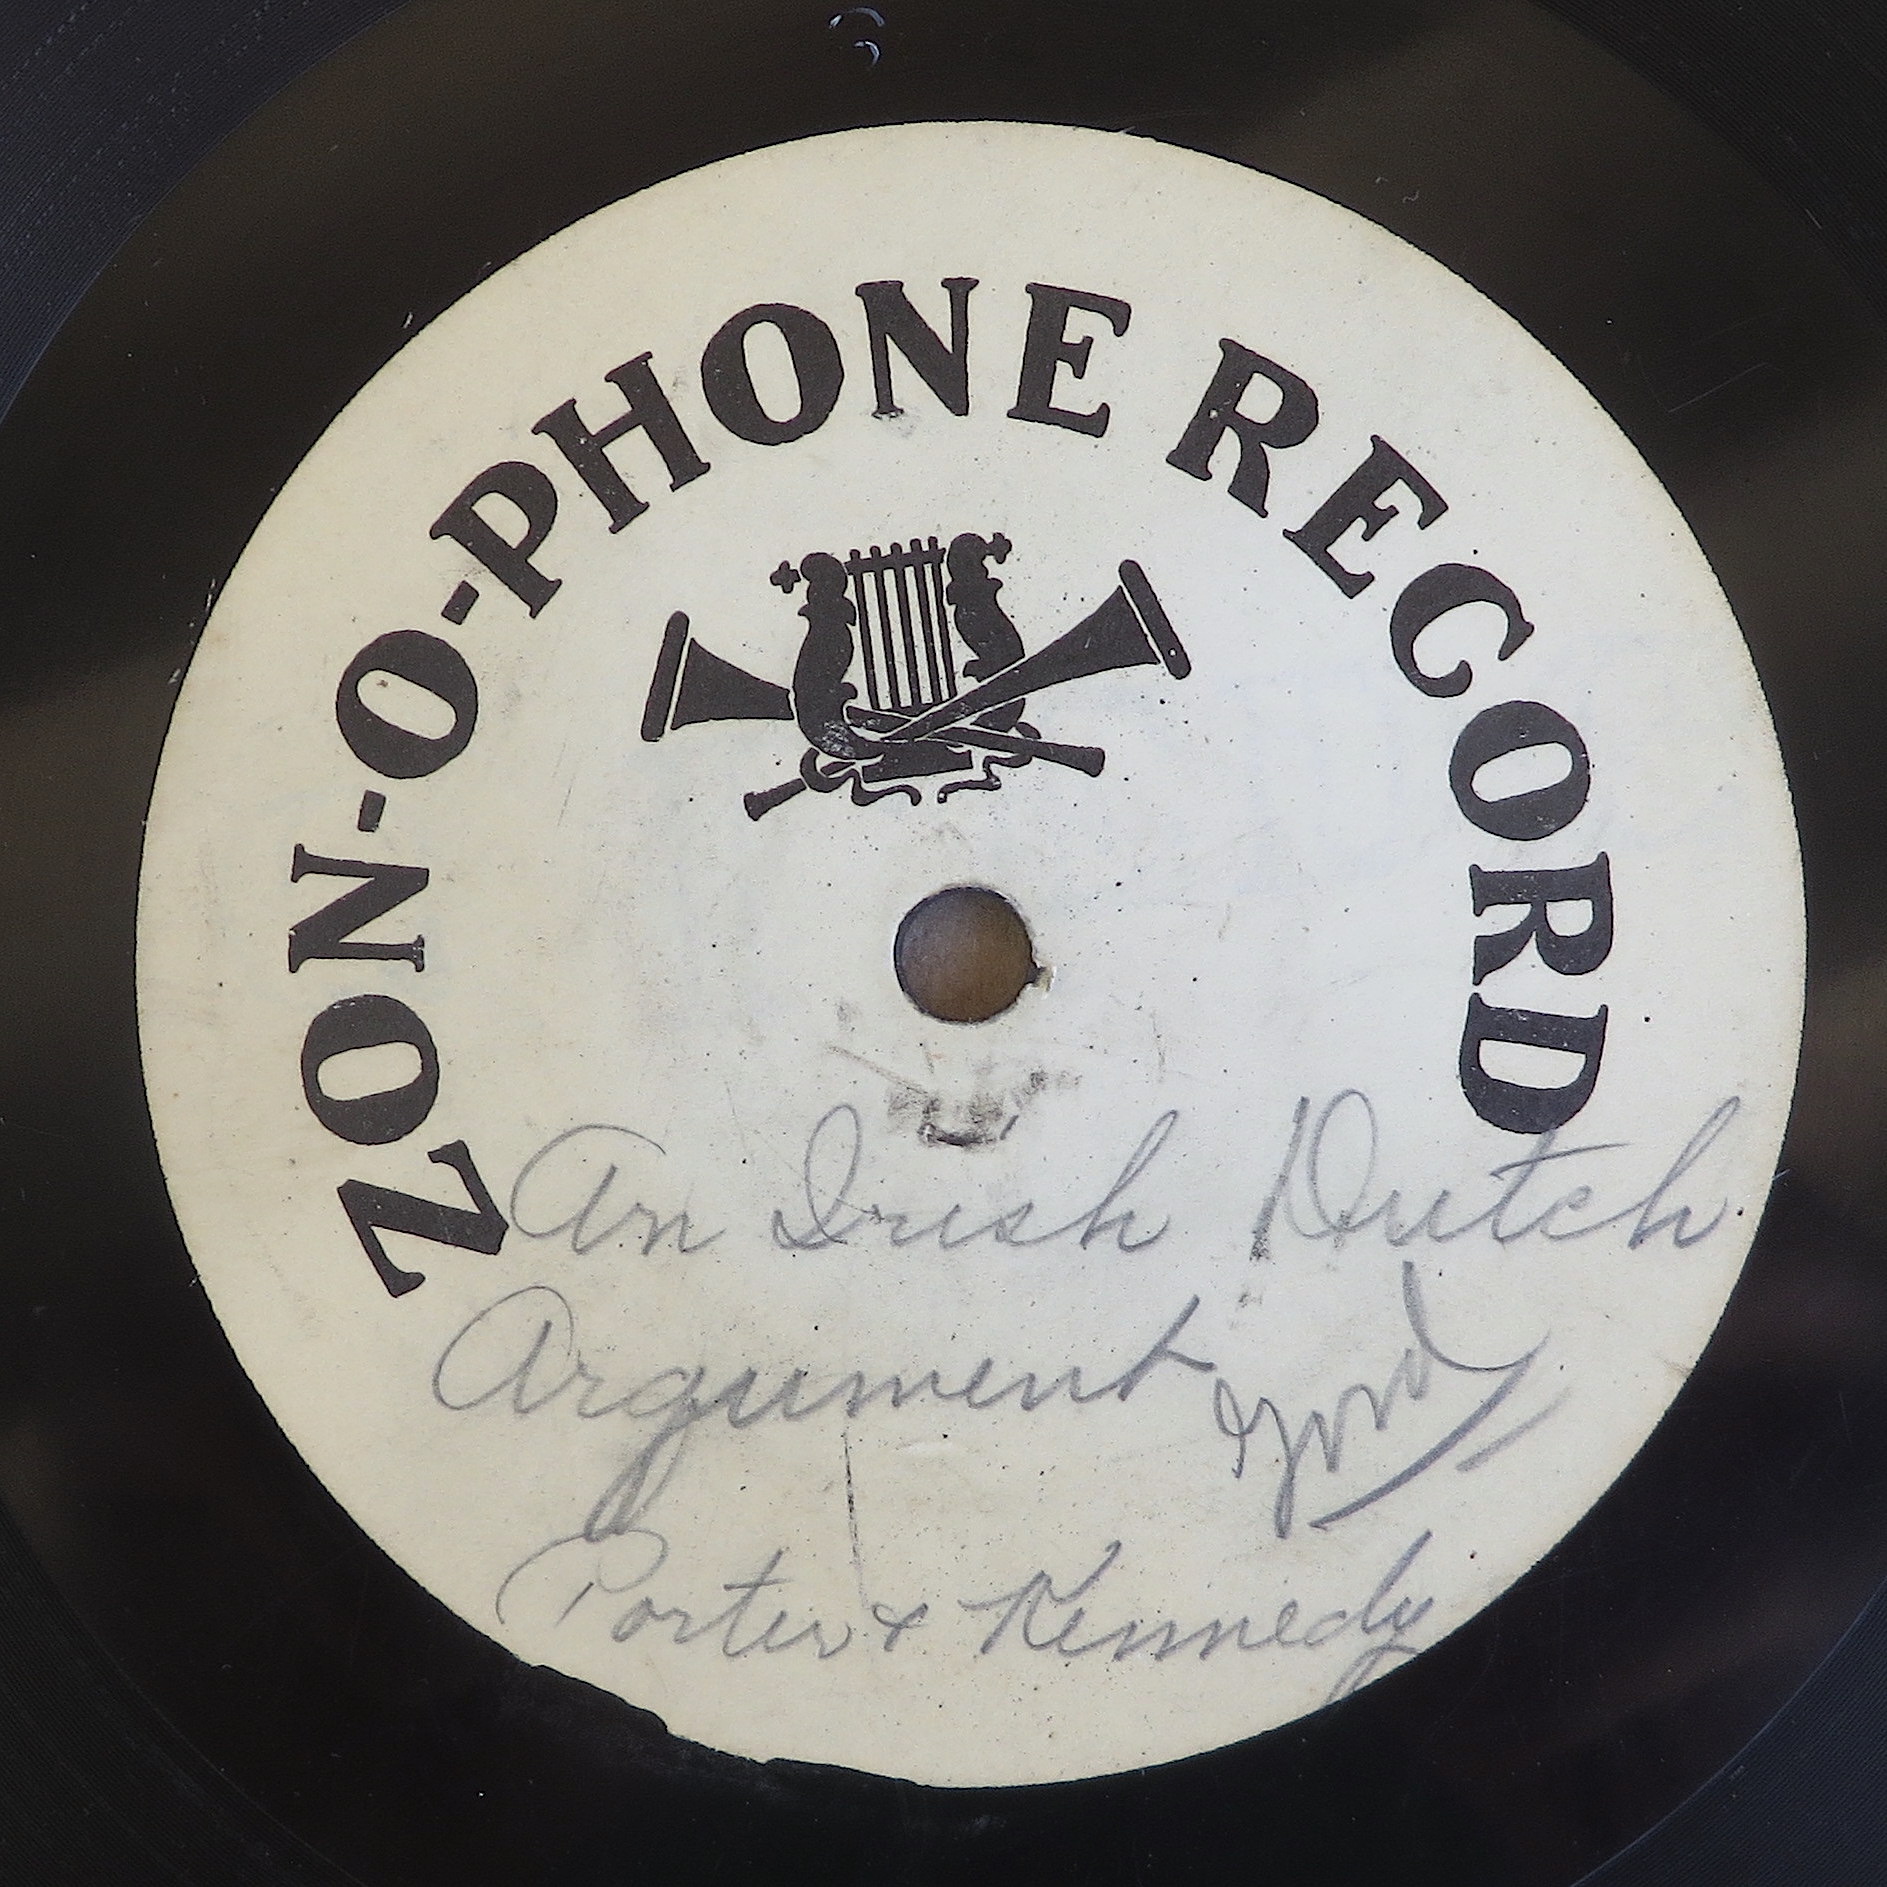 ZON-O-PHONE RECORD
An Irish Dutch
Argument
Porter & Kennedy